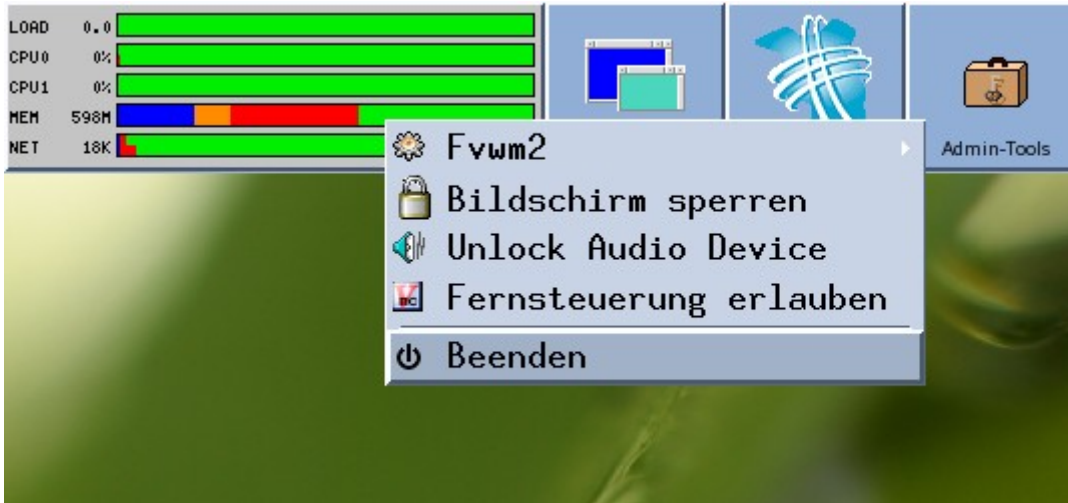 LOAD 0.0
CPU0 0%
CPU1 0%
MEM 598M
NET 18K
Admin-Tools
Fvwm2
Bildschirm sperren
Unlock Audio Device
Fernsteuerung erlauben
Beenden